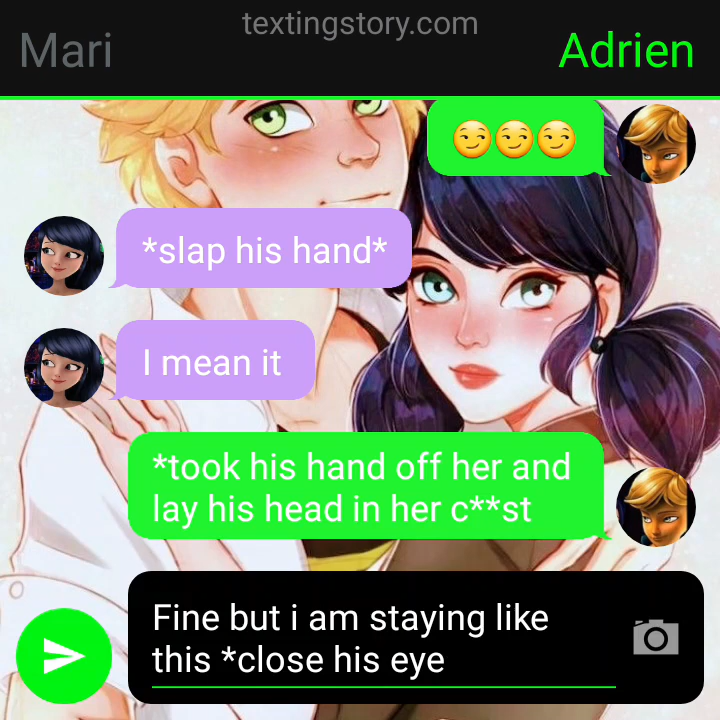 textingstory.com
Mari
Adrien
😏😏😏
*slap his hand*
I mean it
*took his hand off her and
lay his head in her c**st
Fine but i am staying like
this *close his eye